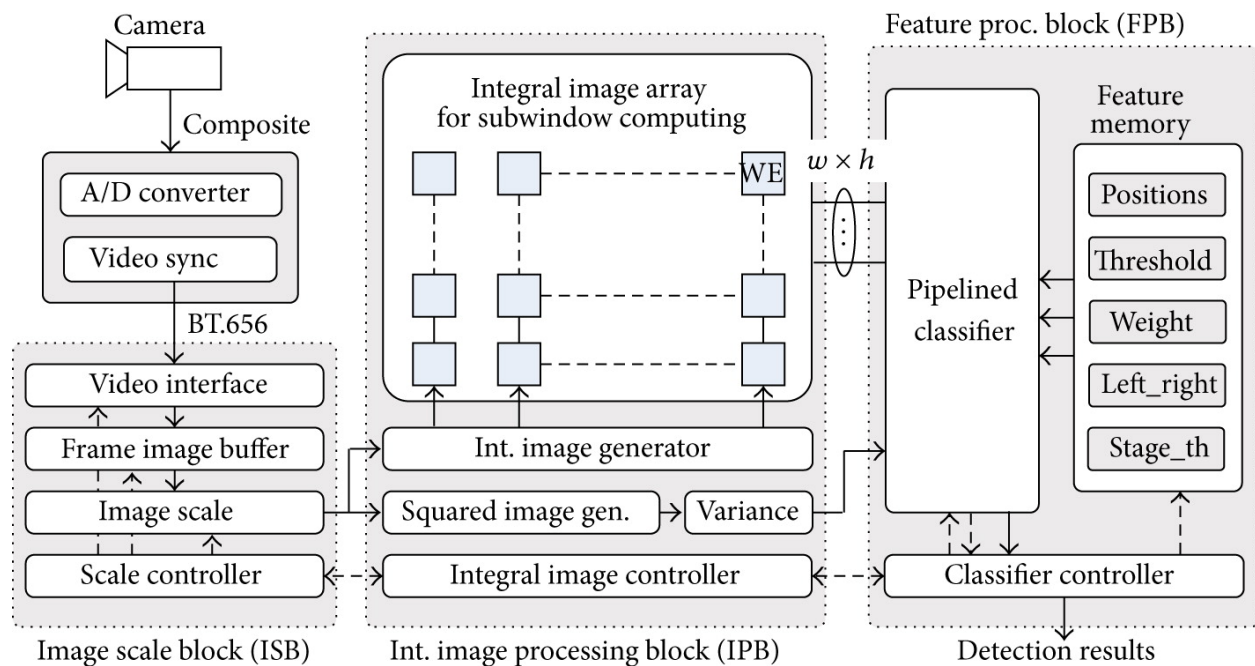 Camera
Composite
A/D converter
Video sync
BT.656
Video interface
Frame image buffer
Image scale
Scale controller
Image scale block (ISB)
Integral image array
for subwindow computing
WE
Int. image generator
Squared image gen.
Variance
Integral image controller
Int. image processing block (IPB)
w × h
Feature proc. block (FPB)
Pipelined
classifier
Feature
memory
Positions
Threshold
Weight
Left_right
Stage_th
Classifier controller
Detection results